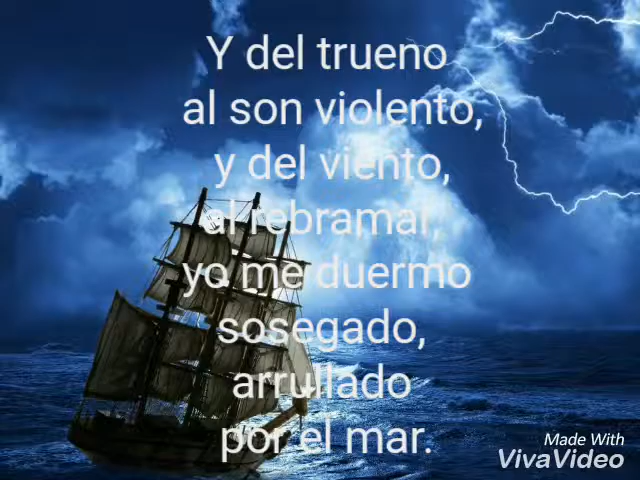 Y del trueno
al son violento,
y del viento,
al rebramar,
yo me duermo
sosegado,
arrullado
por el mar.
Made With
VivaVideo